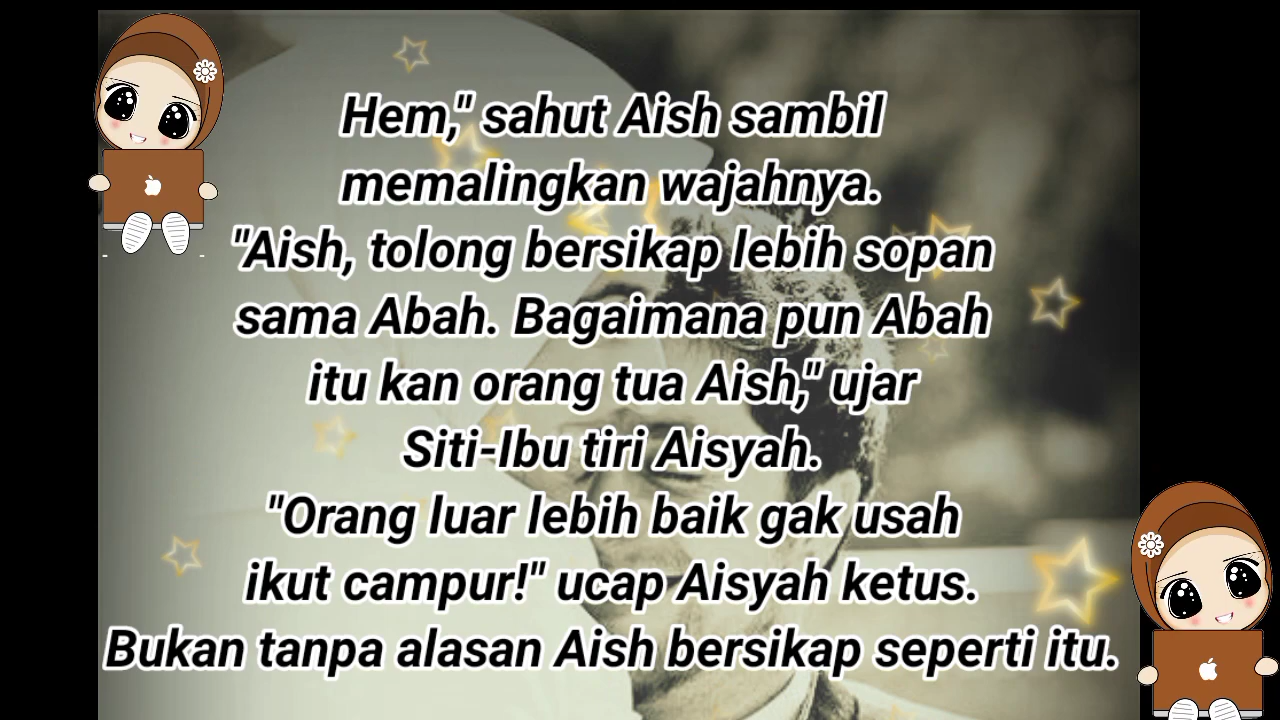 Hem," sahut Aish sambil
memalingkan wajahnya.
"Aish, tolong bersikap lebih sopan
sama Abah. Bagaimana pun Abah
itu kan orang tua Aish," ujar
Siti-Ibu tiri Aisyah.
"Orang luar lebih baik gak usah
ikut campur!" ucap Aisyah ketus.
Bukan tanpa alasan Aish bersikap seperti itu.